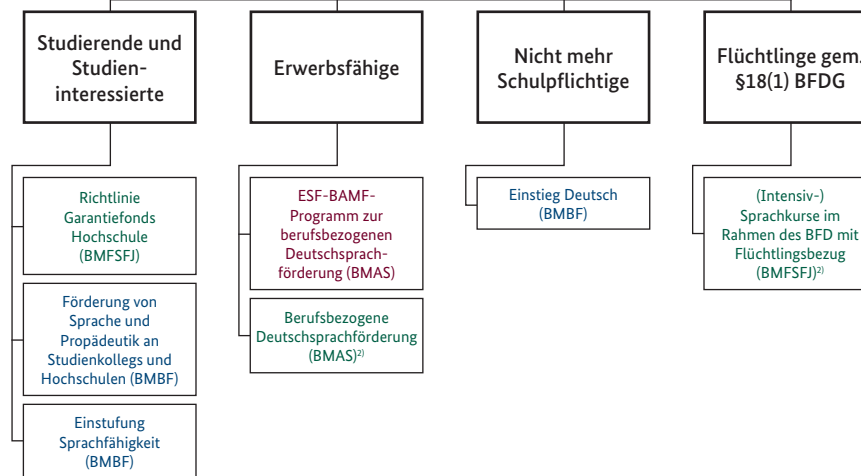 Studierende und
Studien-
interessierte
Erwerbsfähige
Nicht mehr
Schulpflichtige
Flüchtlinge gem.
§18(1) BFDG
Richtlinie
Garantiefonds
Hochschule
(BMFSFJ)
Förderung von
Sprache und
Propädeutik an
Studienkollegs und
Hochschulen (BMBF)
Einstufung
Sprachfähigkeit
(BMBF)
ESF-BAMF-
Programm zur
berufsbezogenen
Deutschsprach-
förderung (BMAS)
Berufsbezogene
Deutschsprachförderung
(BMAS)²⁾
Einstieg Deutsch
(BMBF)
(Intensiv-)
Sprachkurse im
Rahmen des BFD mit
Flüchtlingsbezug
(BMFSFJ)²⁾